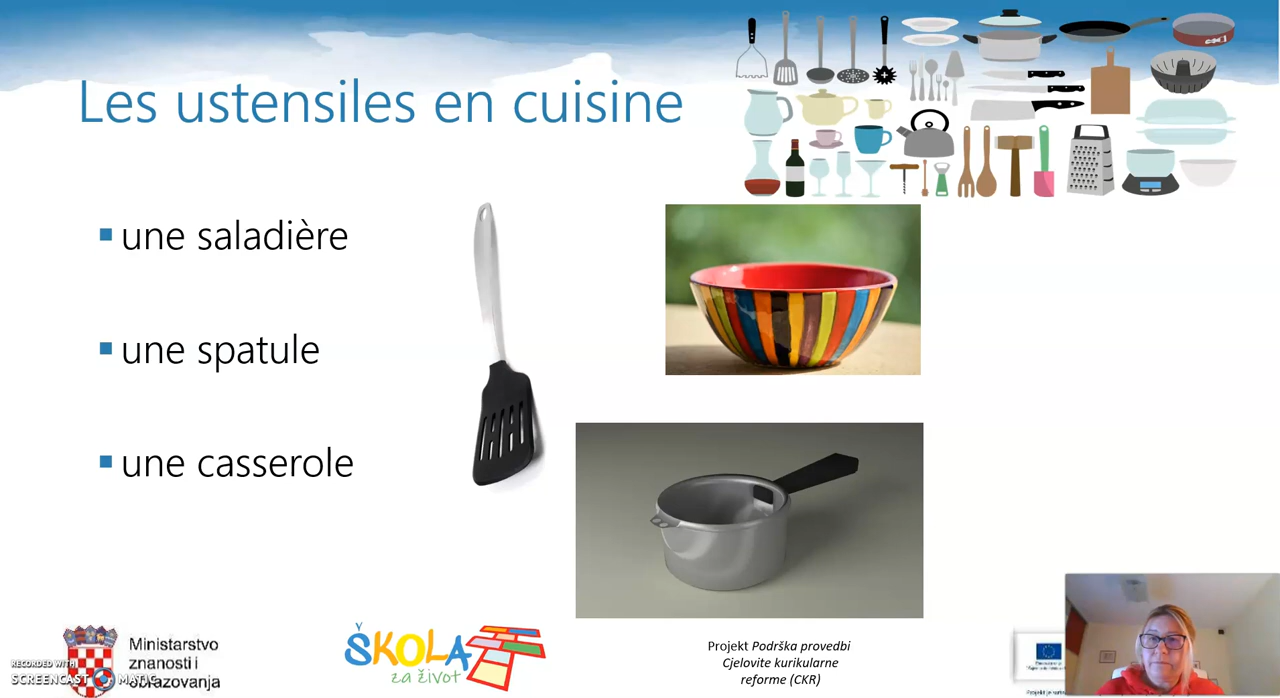 Les ustensiles en cuisine
une saladière
une spatule
une casserole
Ministarstvo
znanosti i
obrazovanja
RECORDED WITH
SCREENCAST MATIC
ŠKOLA
za život
Projekt Podrška provedbi
Cjelovite kurikularne
reforme (CKR)